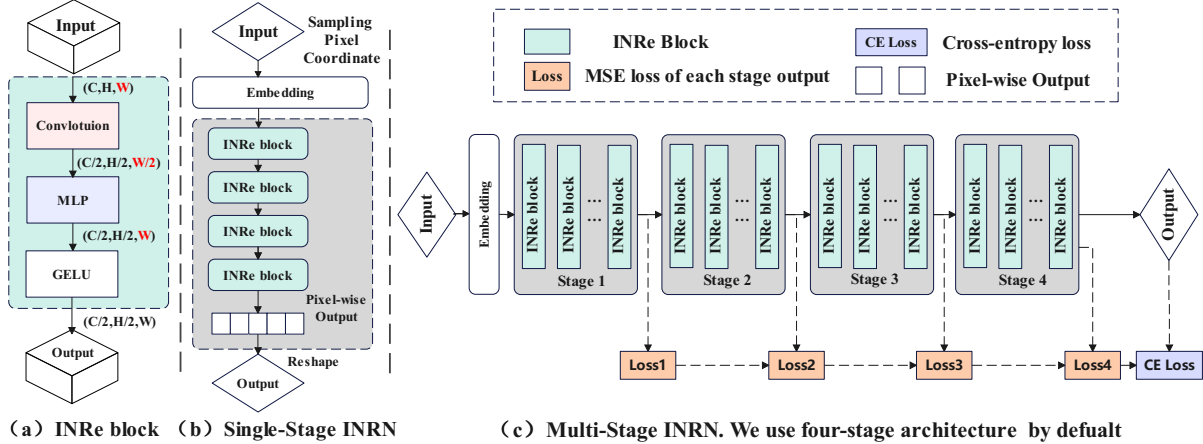 Input
(C,H,W)
Convlotuion
(C/2,H/2,W/2)
MLP
(C/2,H/2,W)
GELU
(C/2,H/2,W)
Output
(a) INRe block
Input
Sampling
Pixel
Coordinate
Embedding
INRe block
INRe block
INRe block
INRe block
Pixel-wise
Output
Reshape
Output
(b) Single-Stage INRN
INRe Block
CE Loss
Cross-entropy loss
Loss
MSE loss of each stage output
Pixel-wise Output
Input
Embedding
INRe block
INRe block
... ...
INRe block
Stage 1
INRe block
INRe block
... ...
INRe block
Stage 2
INRe block
INRe block
... ...
INRe block
Stage 3
INRe block
INRe block
... ...
INRe block
Stage 4
Output
Loss1
Loss2
Loss3
Loss4
CE Loss
(c) Multi-Stage INRN. We use four-stage architecture by defualt